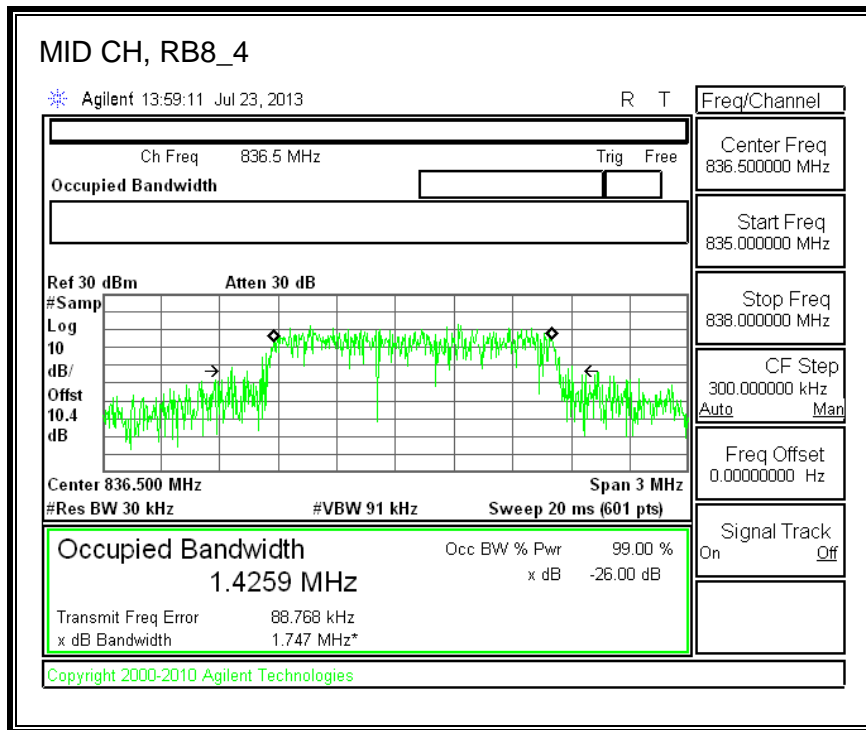 MID CH, RB8_4
Agilent 13:59:11 Jul 23, 2013 R T
Freq/Channel
Ch Freq 836.5 MHz Trig Free
Occupied Bandwidth
Center Freq
836.500000 MHz
Start Freq
835.000000 MHz
Stop Freq
838.000000 MHz
CF Step
300.000000 kHz
Auto Man
Freq Offset
0.00000000 Hz
Signal Track
On Off
Ref 30 dBm Atten 30 dB
#Samp
Log
10
dB/
Offst
10.4
dB
Center 836.500 MHz Span 3 MHz
#Res BW 30 kHz #VBW 91 kHz Sweep 20 ms (601 pts)
Occupied Bandwidth Occ BW % Pwr 99.00 %
1.4259 MHz x dB -26.00 dB
Transmit Freq Error 88.768 kHz
x dB Bandwidth 1.747 MHz*
Copyright 2000-2010 Agilent Technologies